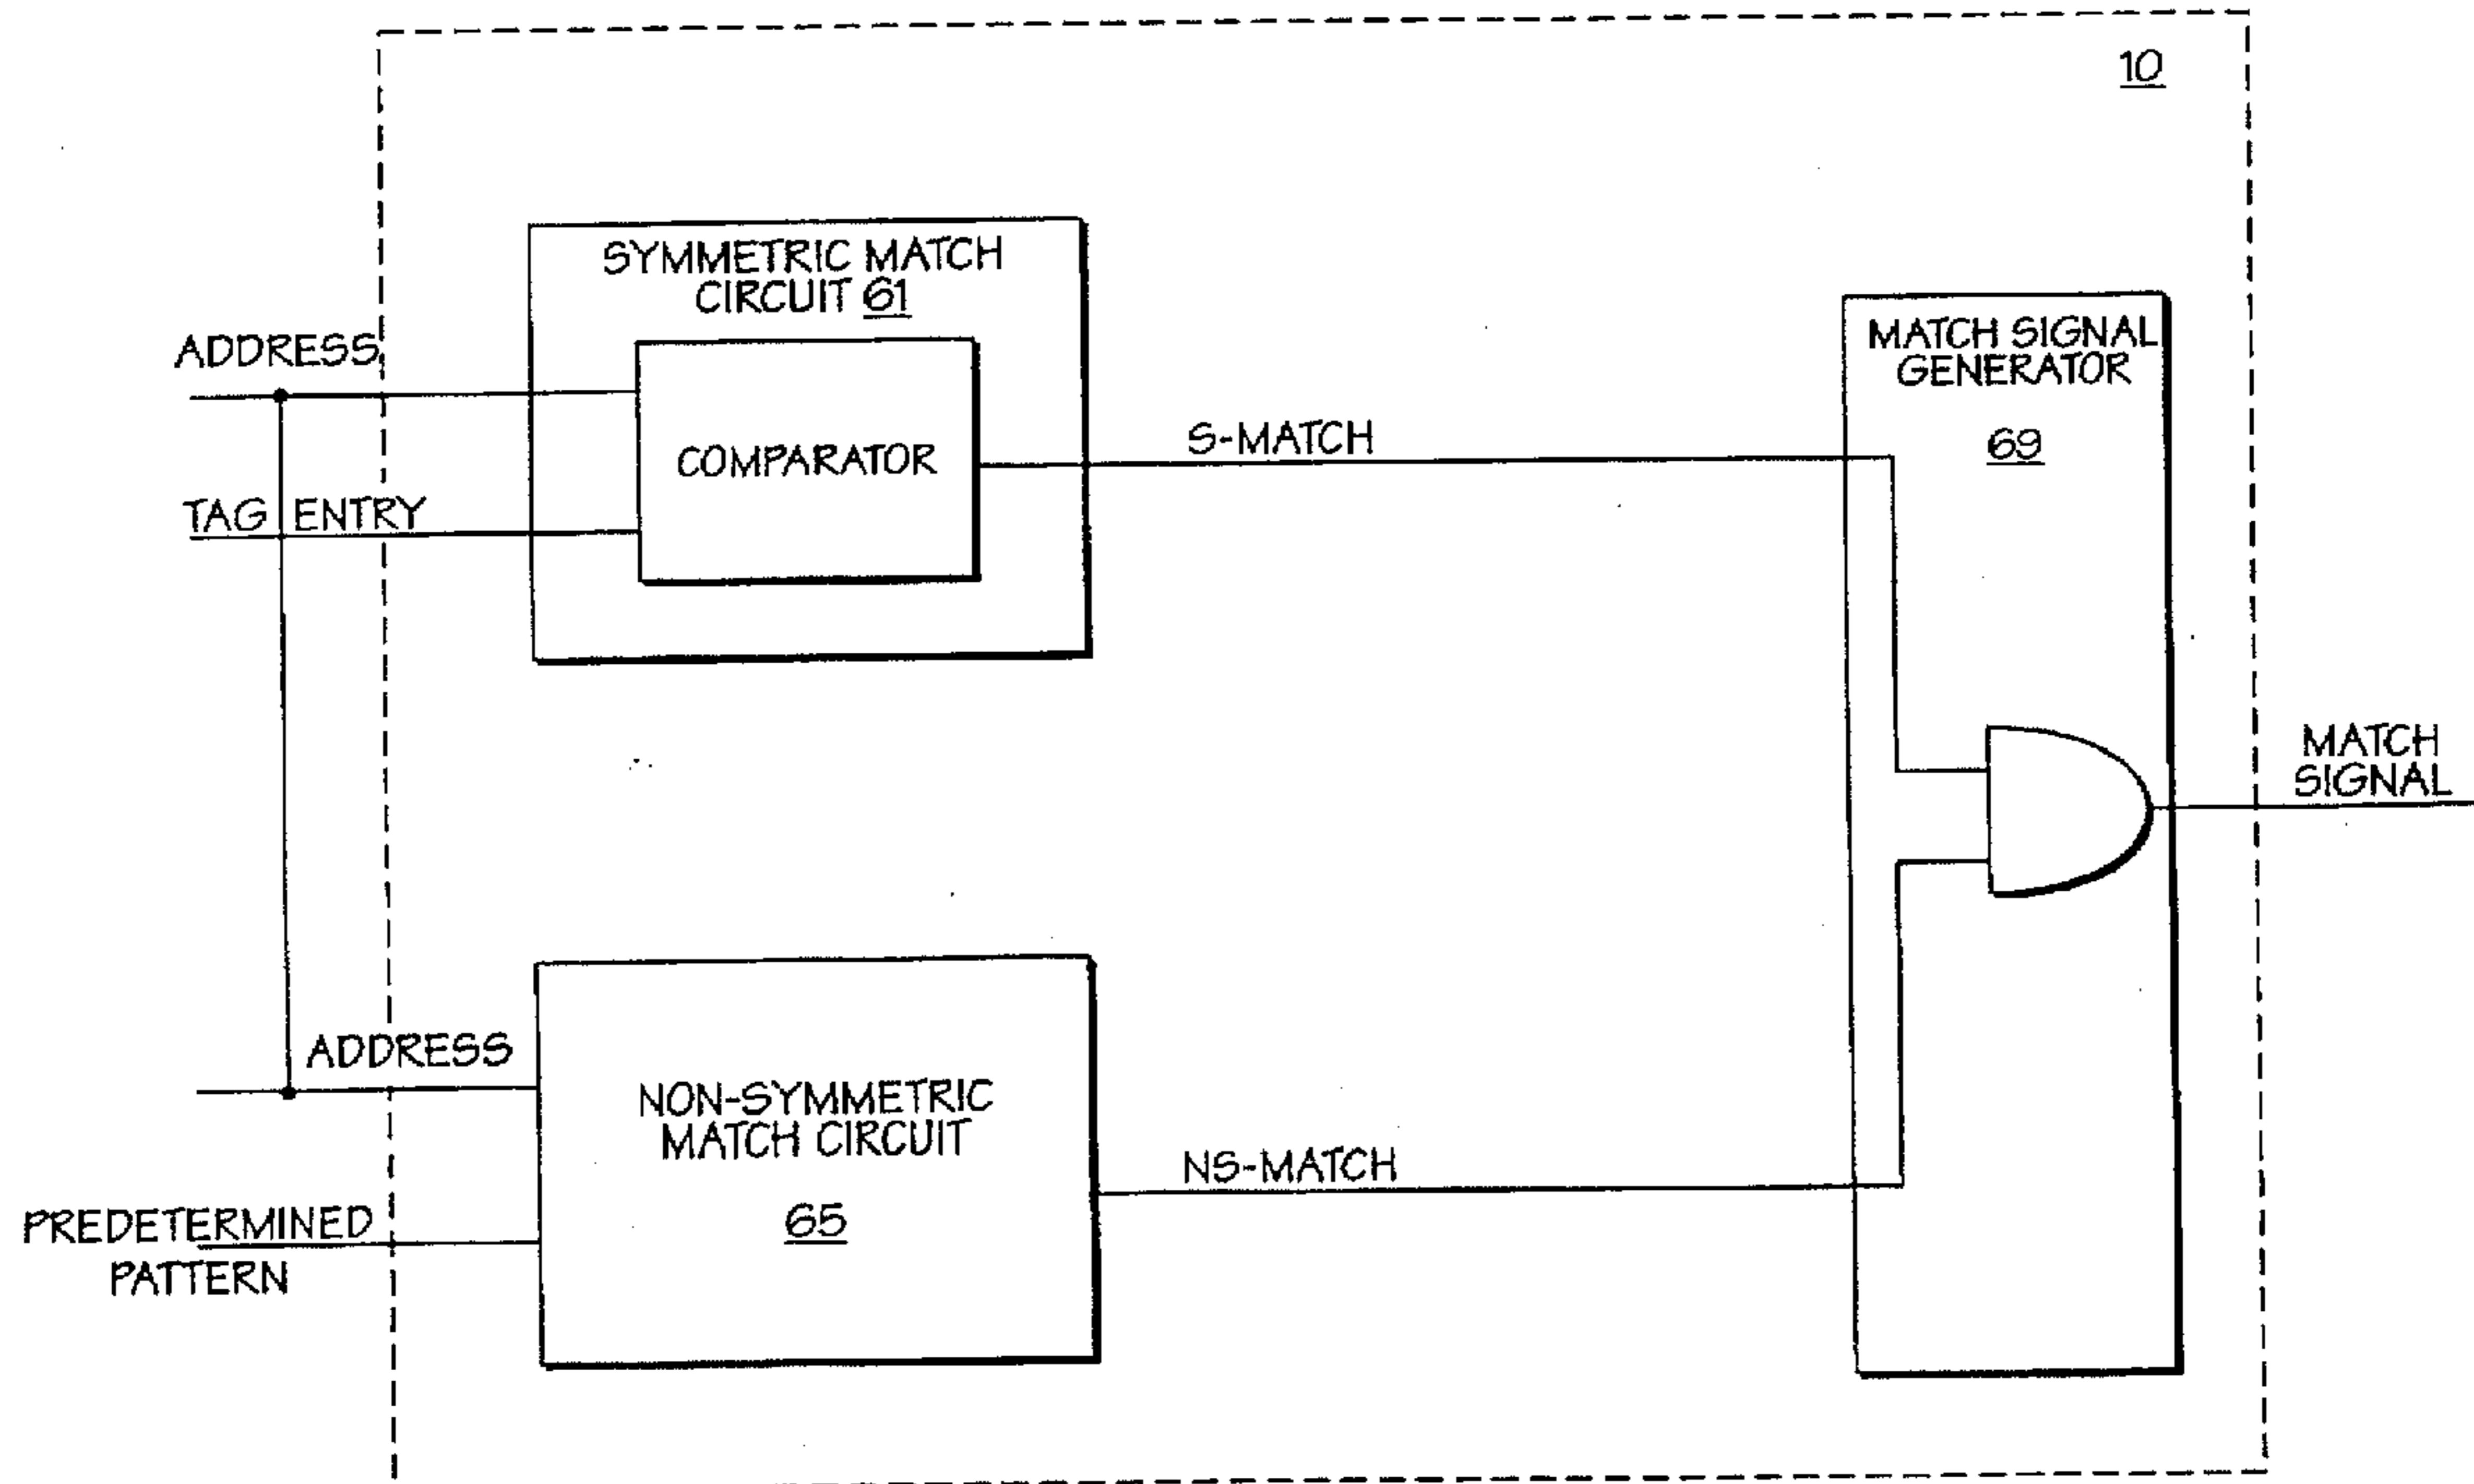 10
SYMMETRIC MATCH
CIRCUIT 61
ADDRESS
COMPARATOR
TAG ENTRY
S-MATCH
MATCH SIGNAL
GENERATOR
69
MATCH
SIGNAL
ADDRESS
NON-SYMMETRIC
MATCH CIRCUIT
65
NS-MATCH
PREDETERMINED
PATTERN